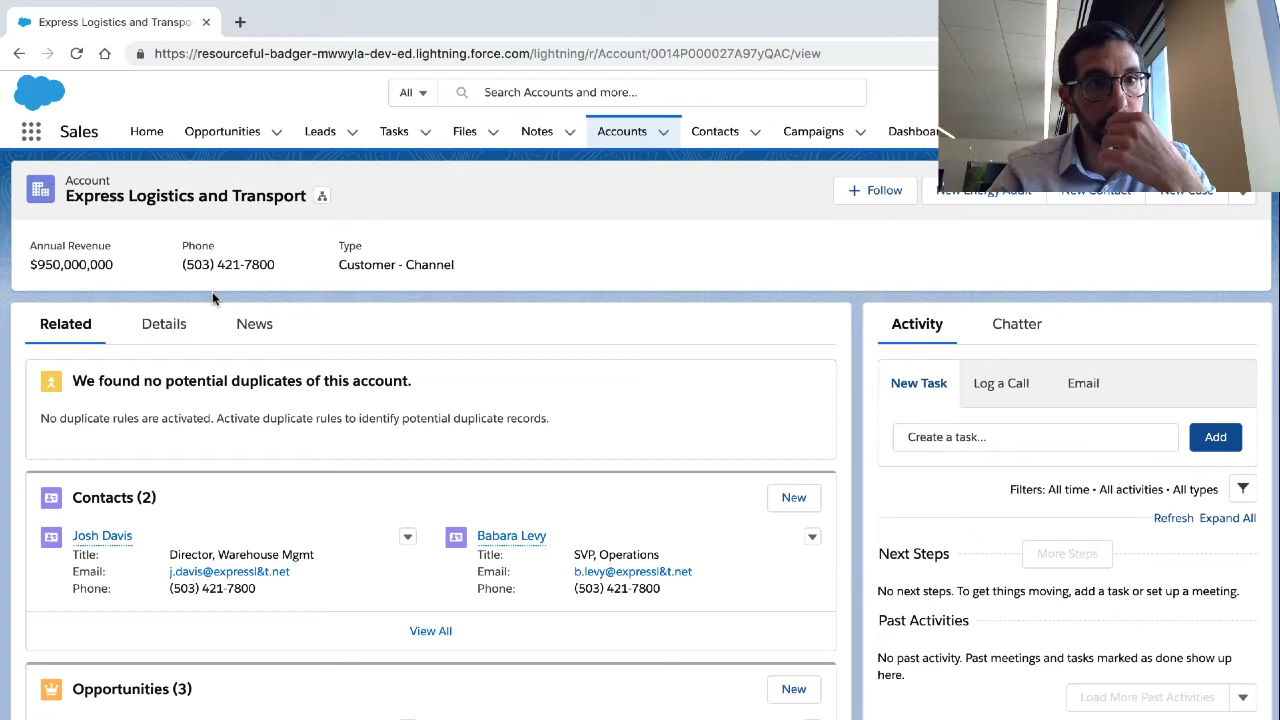 Express Logistics and Transpo
https://resourceful-badger-mwwyla-dev-ed.lightning.force.com/lightning/r/Account/0014P000027A97yQAC/view
All
Search Accounts and more...
Sales
Home
Opportunities
Leads
Tasks
Files
Notes
Accounts
Contacts
Campaigns
Dashboa
Account
Express Logistics and Transport
Follow
New Energy Audit
New Contact
New Case
Annual Revenue
$950,000,000
Phone
(503) 421-7800
Type
Customer - Channel
Related
Details
News
We found no potential duplicates of this account.
No duplicate rules are activated. Activate duplicate rules to identify potential duplicate records.
Contacts (2)
New
Josh Davis
Title: Director, Warehouse Mgmt
Email: j.davis@expressl&t.net
Phone: (503) 421-7800
Babara Levy
Title: SVP, Operations
Email: b.levy@expressl&t.net
Phone: (503) 421-7800
View All
Opportunities (3)
New
Activity
Chatter
New Task
Log a Call
Email
Create a task...
Add
Filters: All time • All activities • All types
Refresh
Expand All
Next Steps
More Steps
No next steps. To get things moving, add a task or set up a meeting.
Past Activities
No past activity. Past meetings and tasks marked as done show up
here.
Load More Past Activities